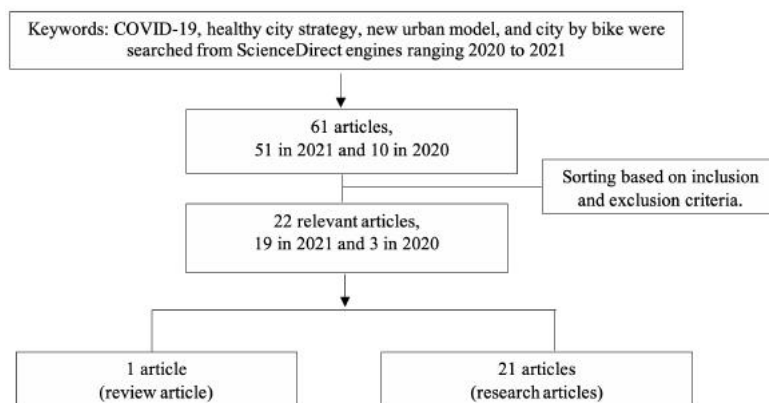 Keywords: COVID-19, healthy city strategy, new urban model, and city by bike were
searched from ScienceDirect engines ranging 2020 to 2021
61 articles,
51 in 2021 and 10 in 2020
Sorting based on inclusion
and exclusion criteria.
22 relevant articles,
19 in 2021 and 3 in 2020
1 article
(review article)
21 articles
(research articles)